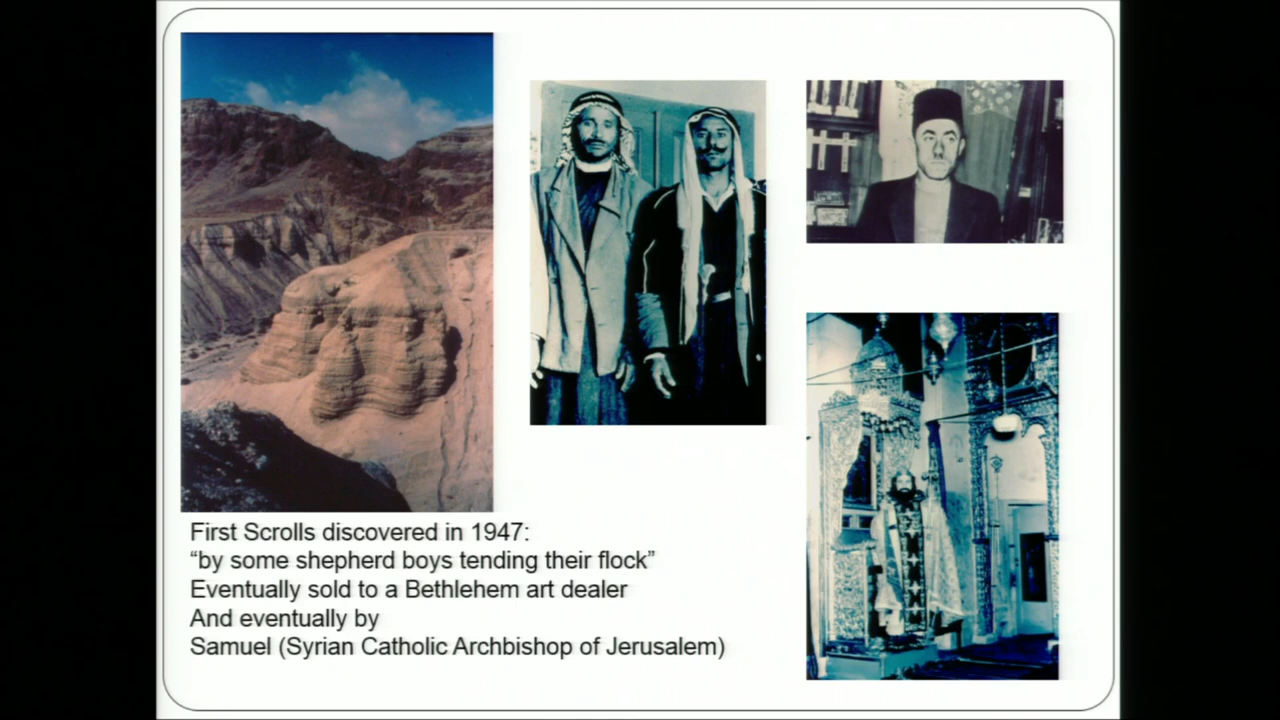 First Scrolls discovered in 1947:
“by some shepherd boys tending their flock”
Eventually sold to a Bethlehem art dealer
And eventually by
Samuel (Syrian Catholic Archbishop of Jerusalem)